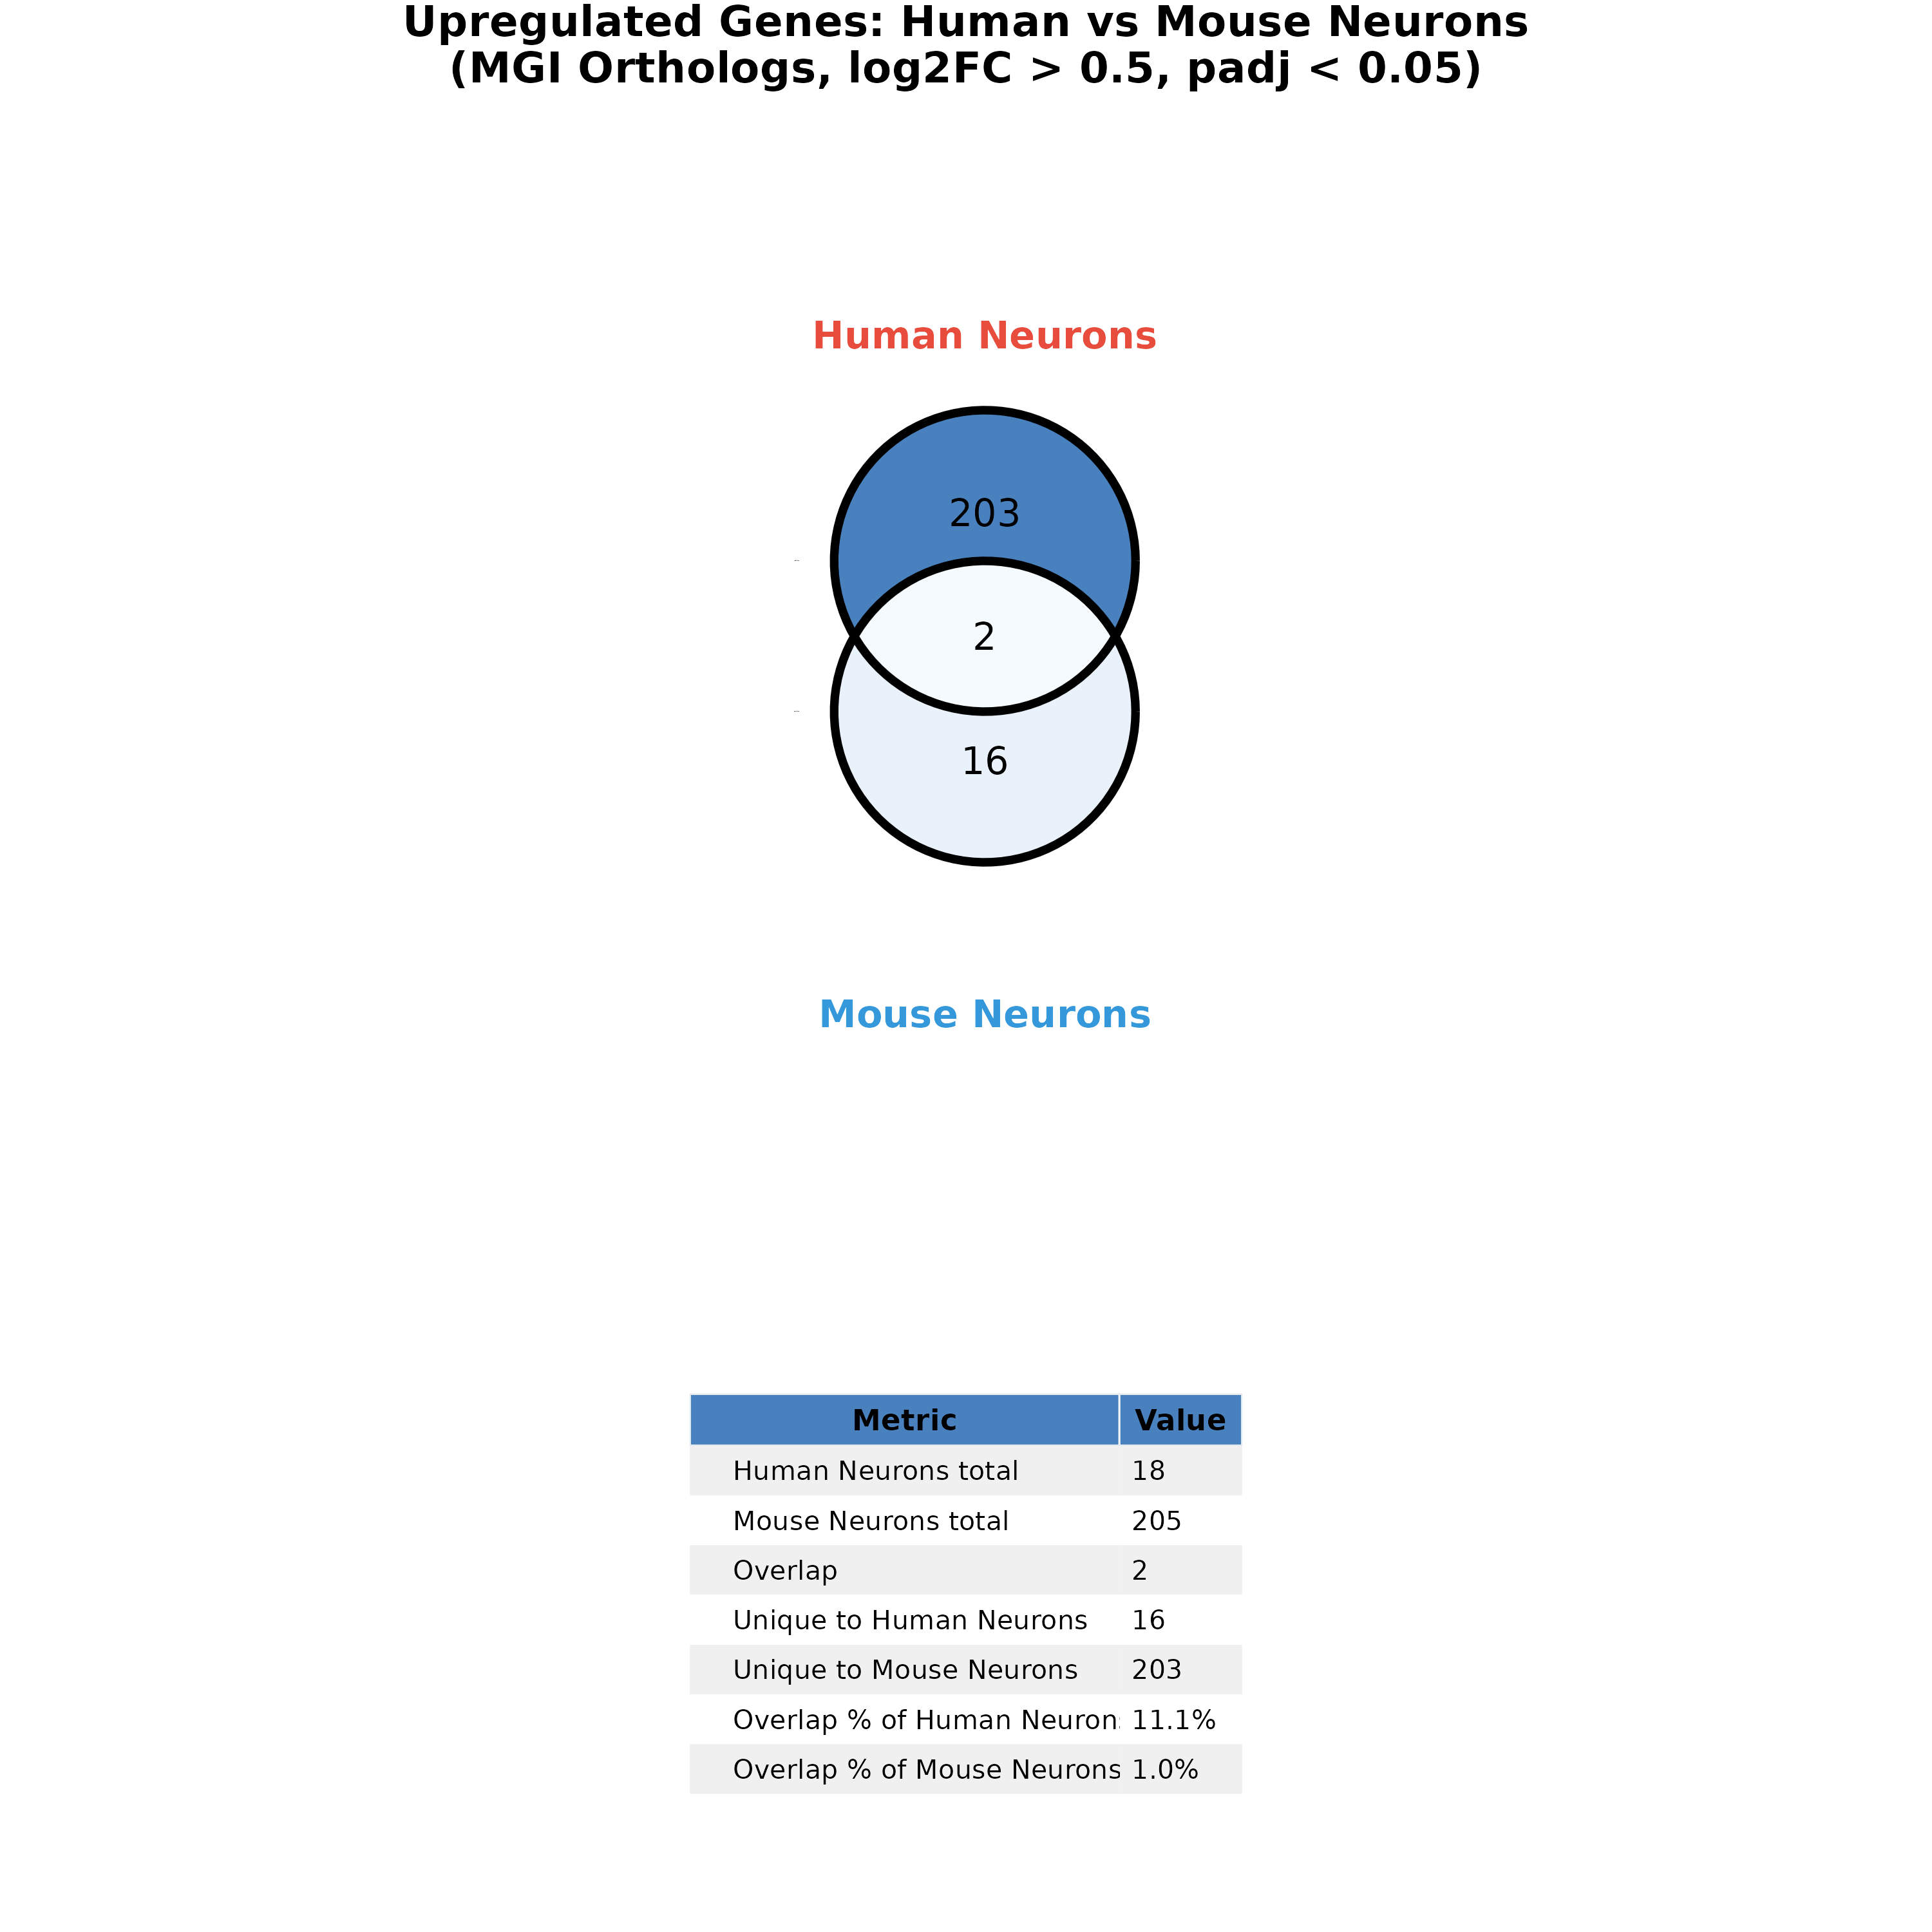 Upregulated Genes: Human vs Mouse Neurons
(MGI Orthologs, log2FC > 0.5, padj < 0.05)
Human Neurons
203
2
16
Mouse Neurons
Metric Value
Human Neurons total 18
Mouse Neurons total 205
Overlap 2
Unique to Human Neurons 16
Unique to Mouse Neurons 203
Overlap % of Human Neurons 11.1%
Overlap % of Mouse Neurons 1.0%